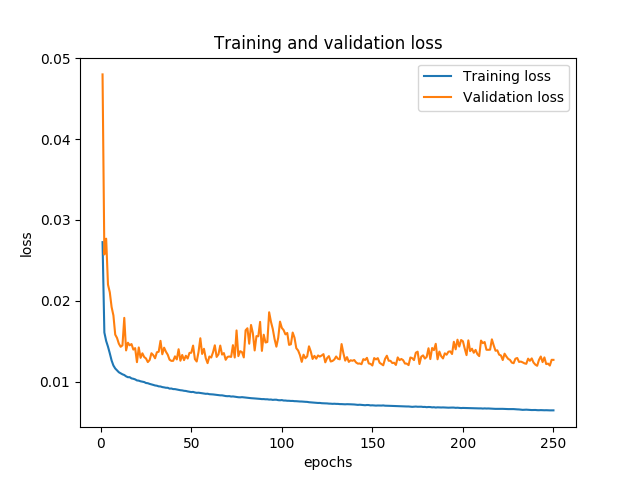 Training and validation loss
Training loss
Validation loss
0.05
0.04
0.03
0.02
0.01
loss
0
50
100
150
200
250
epochs